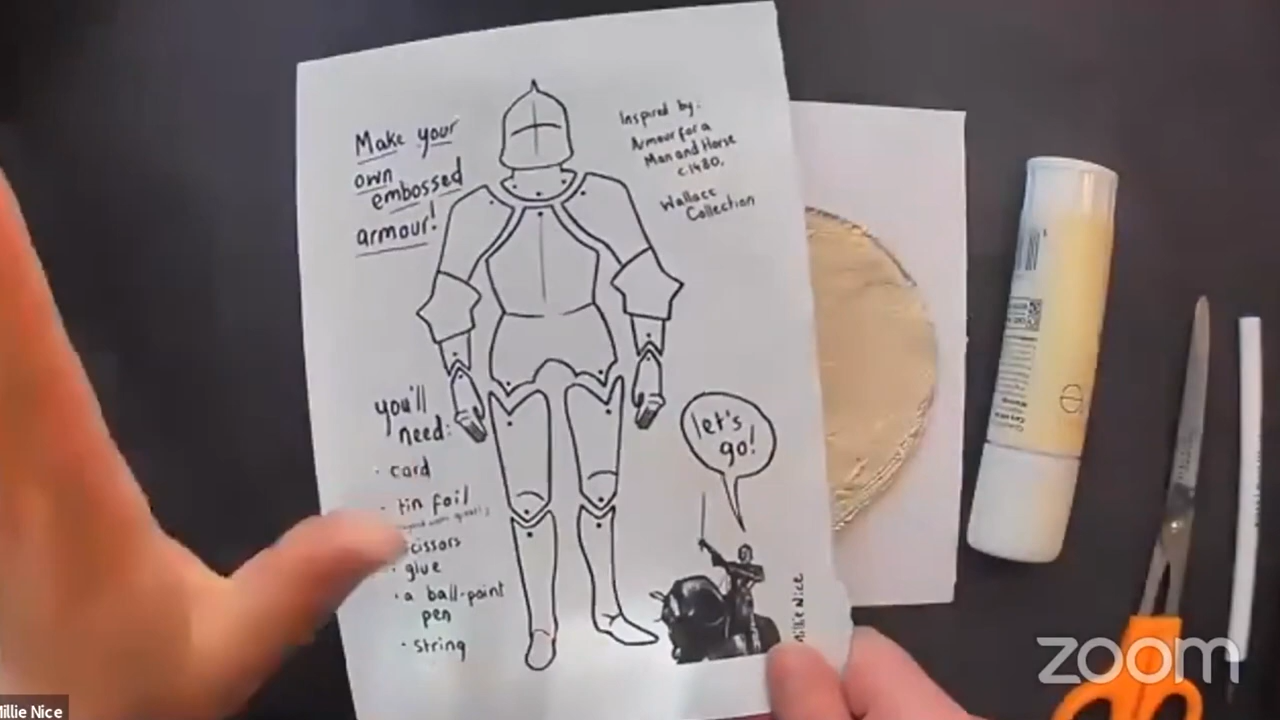 Make your
own
embossed
armour!
Inspired by:
Armour for a
Man and Horse
c.1480.
Wallace
Collection
you'll
need:
· card
· tin foil
scissors
· glue
· a ball-point
pen
· string
let's
go!
Millie Nice
zoom
Millie Nice